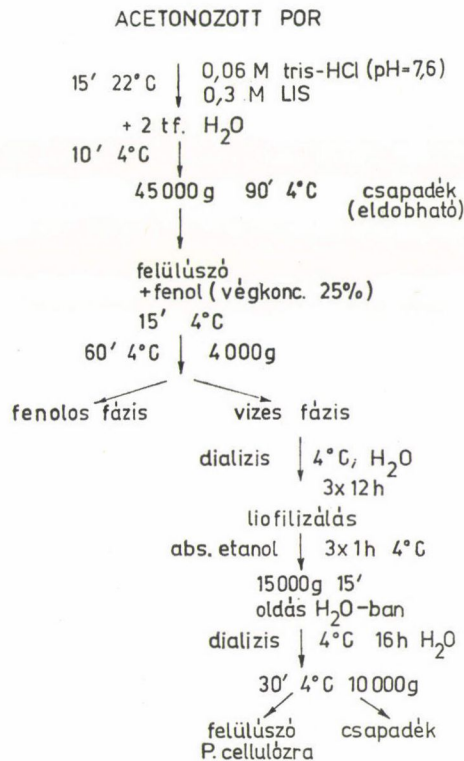 ACETONOZOTT POR
15′ 22°C 0,06 M tris-HCl (pH=7,6)
0,3 M LIS
+ 2 tf. H₂O
10′ 4°C
45000g 90′ 4°C csapadék
(eldobható)
felülúszó
+fenol (végkonc. 25%)
15′ 4°C
60′ 4°C 4000g
fenolos fázis vizes fázis
dialízis 4°C, H₂O
3x12h
liofilizálás
abs. etanol 3x1h 4°C
15000g 15′
oldás H₂O-ban
dialízis 4°C 16h H₂O
30′ 4°C 10000g
felülúszó csapadék
P. cellulózra